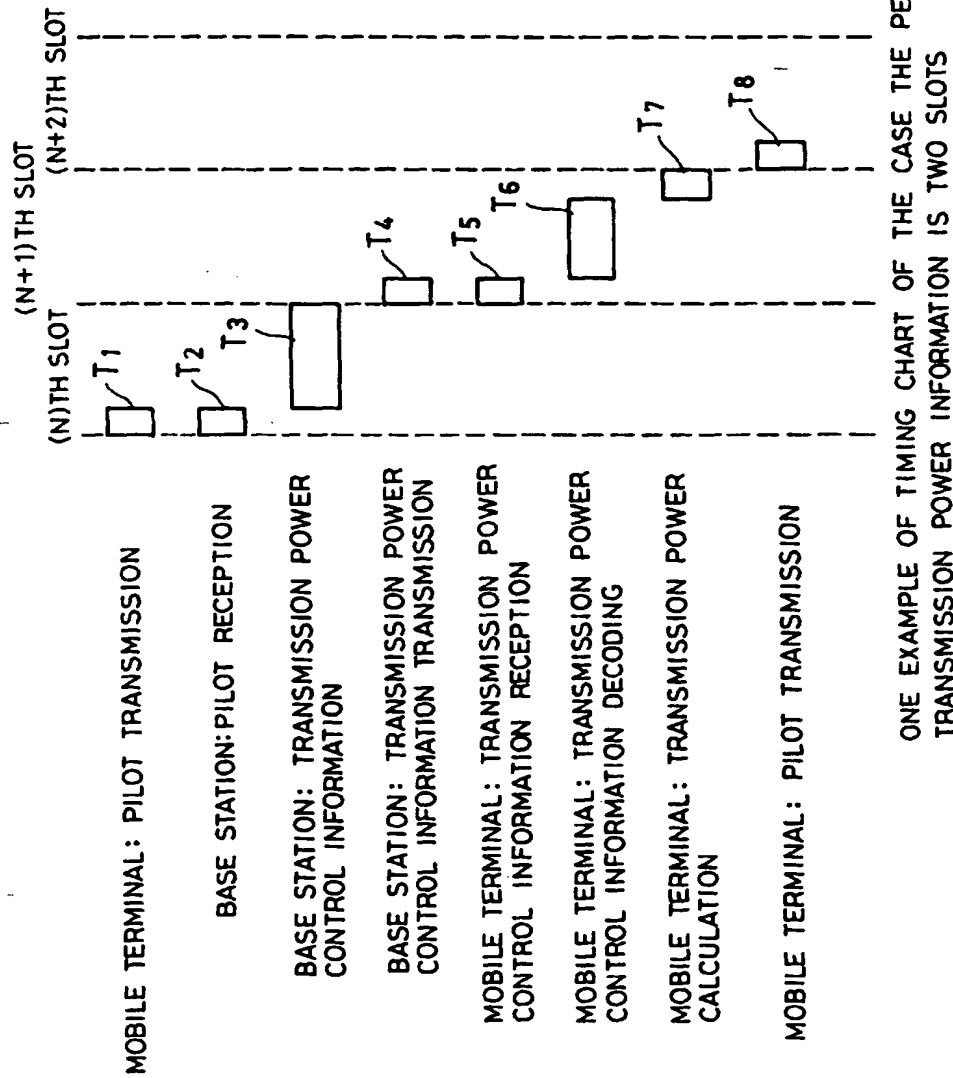 (N+1)TH SLOT
(N)TH SLOT
(N+2)TH SLOT
MOBILE TERMINAL: PILOT TRANSMISSION
T1
BASE STATION: PILOT RECEPTION
T2
BASE STATION: TRANSMISSION POWER
CONTROL INFORMATION
T3
BASE STATION: TRANSMISSION POWER
CONTROL INFORMATION TRANSMISSION
T4
MOBILE TERMINAL: TRANSMISSION POWER
CONTROL INFORMATION RECEPTION
T5
MOBILE TERMINAL: TRANSMISSION POWER
CONTROL INFORMATION DECODING
T6
MOBILE TERMINAL: TRANSMISSION POWER
CALCULATION
T7
MOBILE TERMINAL: PILOT TRANSMISSION
T8
ONE EXAMPLE OF TIMING CHART OF THE CASE THE
TRANSMISSION POWER INFORMATION IS TWO SLOTS